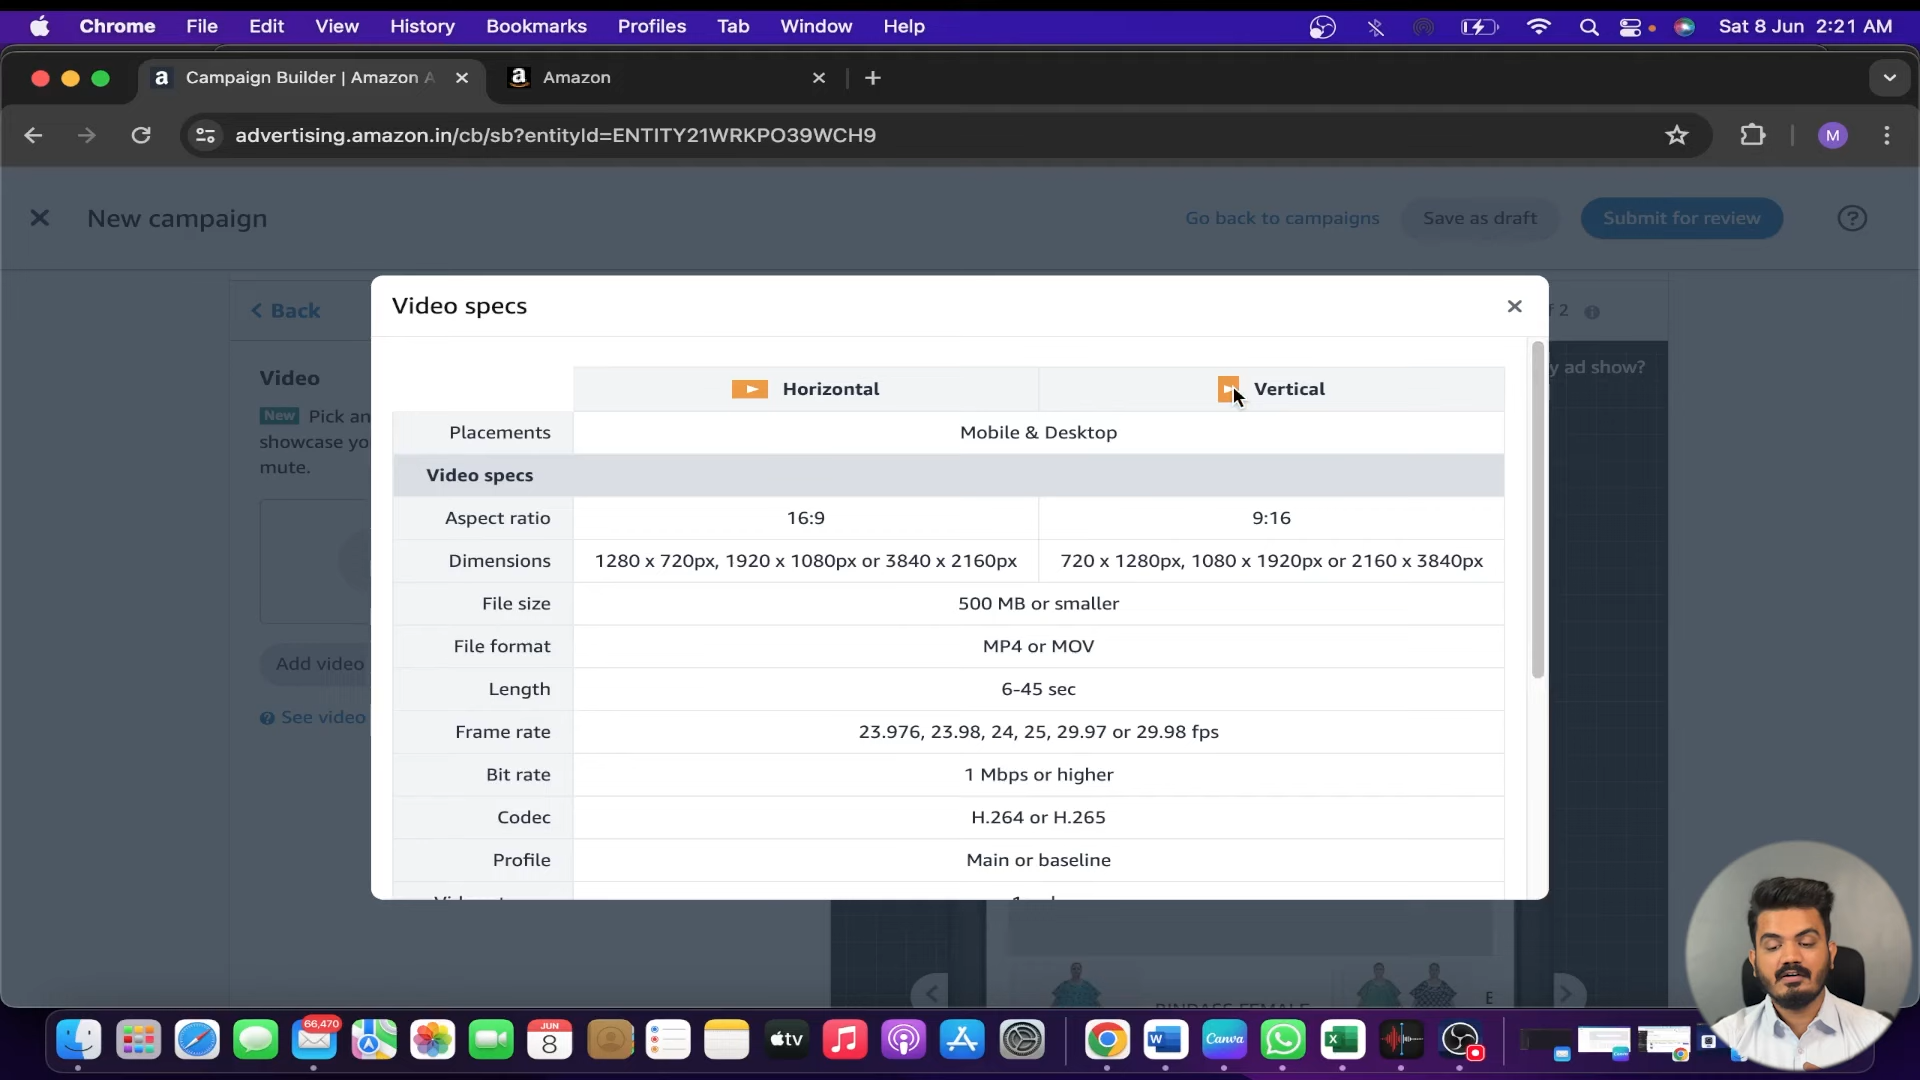 Chrome File Edit View History Bookmarks Profiles Tab Window Help Sat 8 Jun 2:21 AM
Campaign Builder | Amazon A
Amazon
advertising.amazon.in/cb/sb?entityId=ENTITY21WRKPO39WCH9
M
New campaign
Go back to campaigns
Save as draft
Submit for review
Back
f 2
Video specs
Video
y ad show?
New Pick an
showcase yo
mute.
Add video
See video
Horizontal Vertical
Placements Mobile & Desktop
Video specs
Aspect ratio 16:9 9:16
Dimensions 1280 x 720px, 1920 x 1080px or 3840 x 2160px 720 x 1280px, 1080 x 1920px or 2160 x 3840px
File size 500 MB or smaller
File format MP4 or MOV
Length 6-45 sec
Frame rate 23.976, 23.98, 24, 25, 29.97 or 29.98 fps
Bit rate 1 Mbps or higher
Codec H.264 or H.265
Profile Main or baseline
BINDASS FEMALE
66,470
JUN
8
tv
Canva